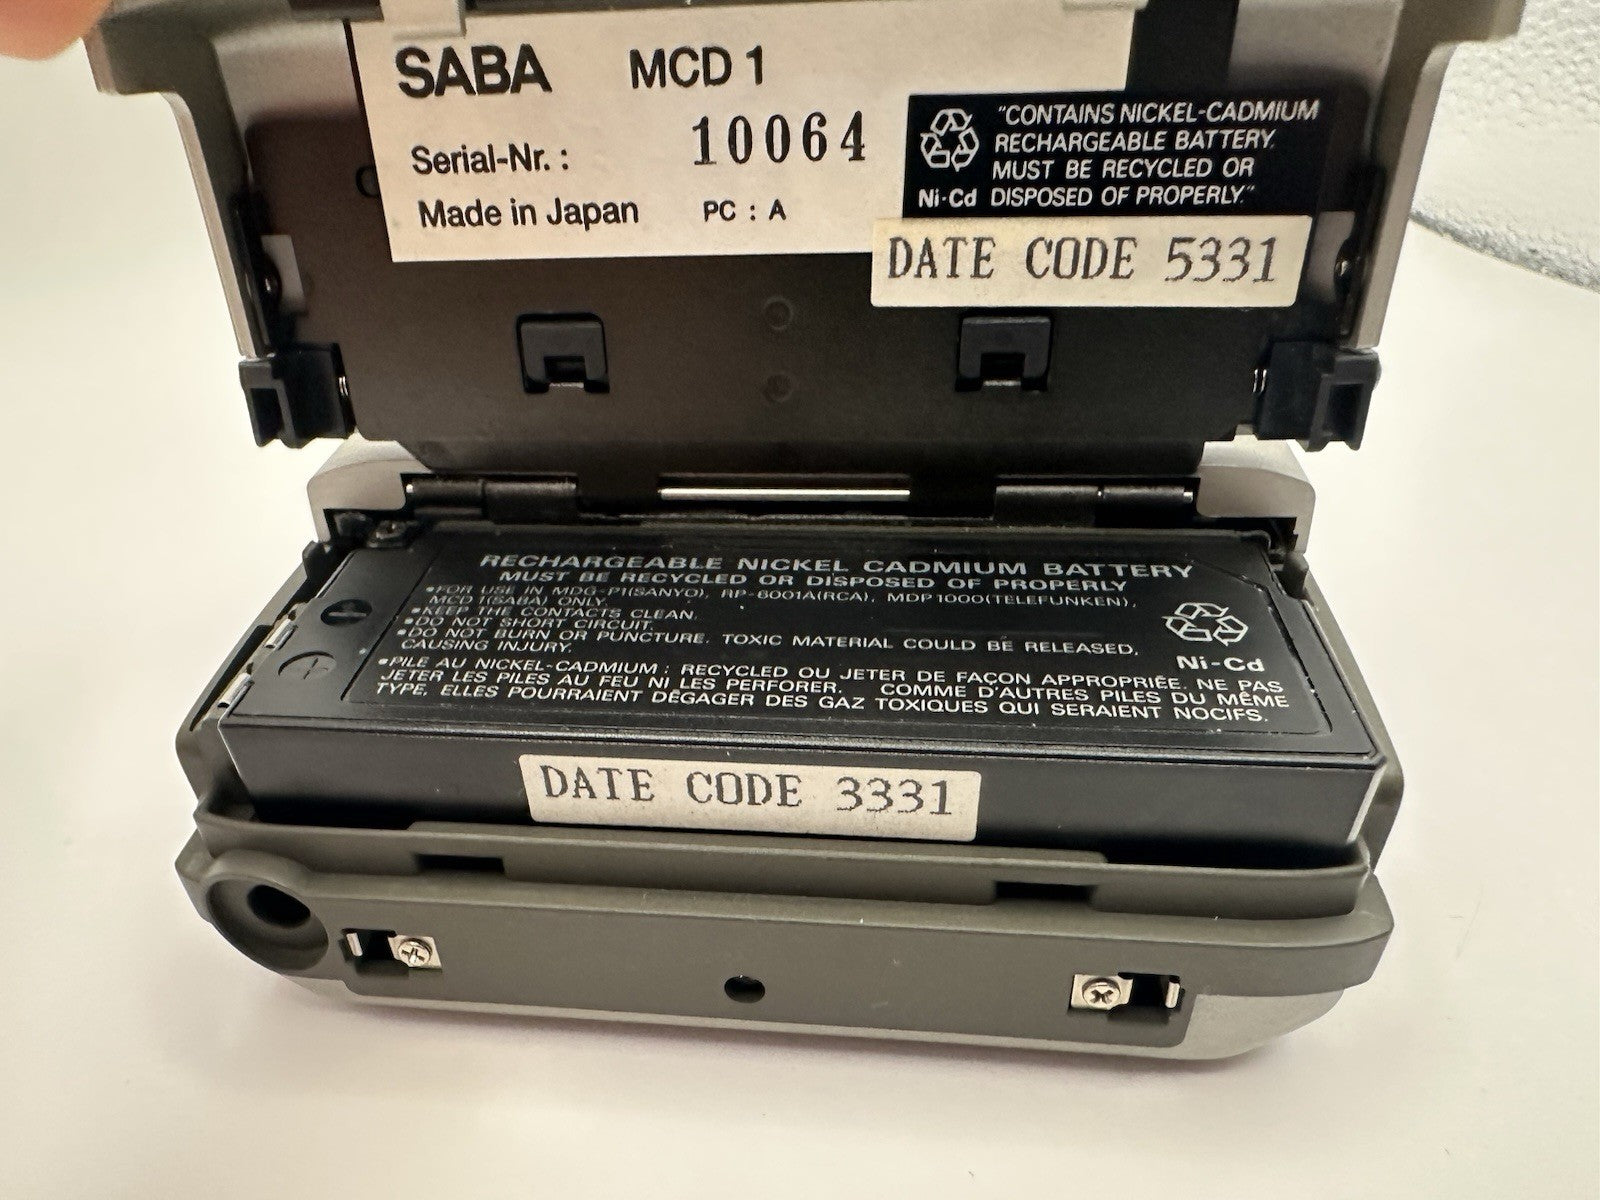 SABA MCD 1
Serial-Nr. : 10064
Made in Japan PC : A
"CONTAINS NICKEL-CADMIUM
RECHARGEABLE BATTERY.
MUST BE RECYCLED OR
Ni-Cd DISPOSED OF PROPERLY."
DATE CODE 5331
RECHARGEABLE NICKEL CADMIUM BATTERY
MUST BE RECYCLED OR DISPOSED OF PROPERLY
•FOR USE IN MDG-P1(SANYO), RP-8001A(RCA), MDP1000(TELEFUNKEN),
MCD 1(SABA) ONLY.
•KEEP THE CONTACTS CLEAN.
•DO NOT SHORT CIRCUIT.
•DO NOT BURN OR PUNCTURE. TOXIC MATERIAL COULD BE RELEASED,
CAUSING INJURY.
Ni-Cd
•PILE AU NICKEL-CADMIUM : RECYCLED OU JETER DE FAÇON APPROPRIÉE. NE PAS
JETER LES PILES AU FEU NI LES PERFORER. COMME D'AUTRES PILES DU MÊME
TYPE, ELLES POURRAIENT DÉGAGER DES GAZ TOXIQUES QUI SERAIENT NOCIFS.
DATE CODE 3331